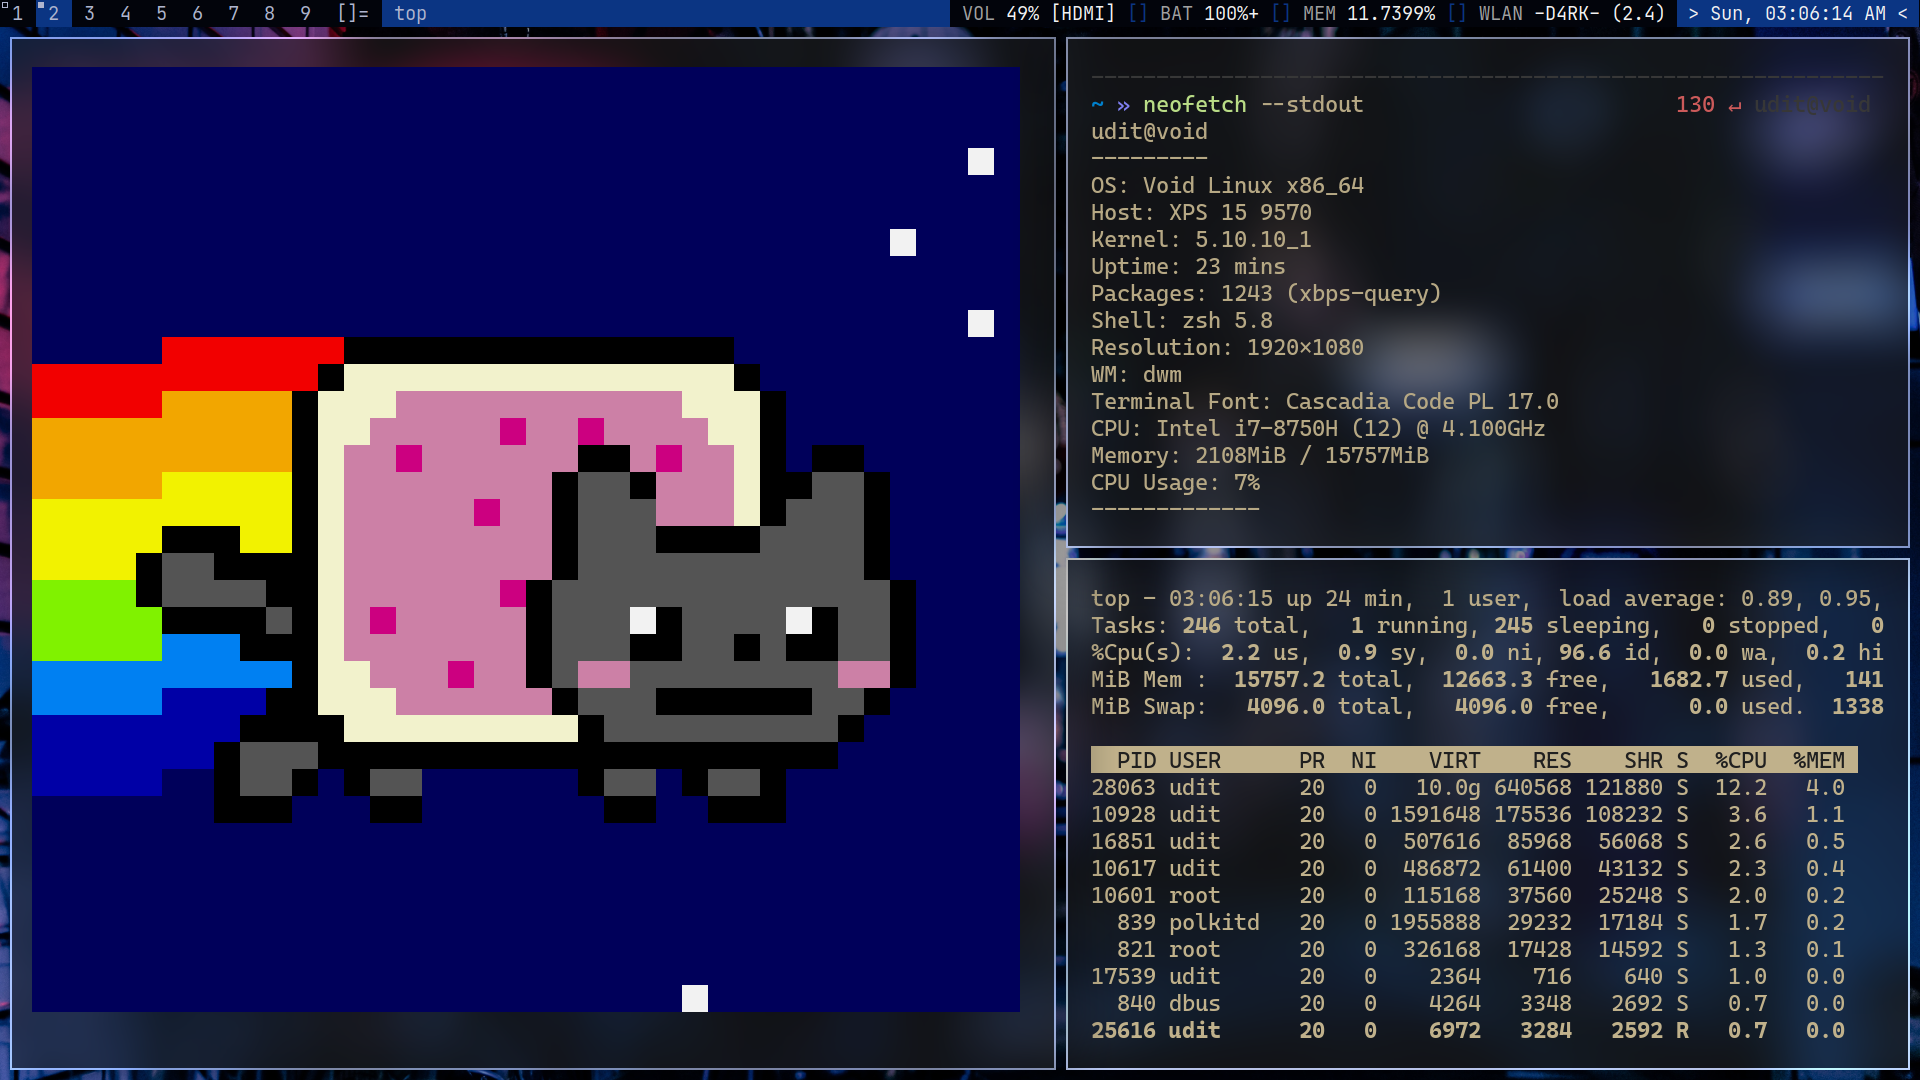 1 2 3 4 5 6 7 8 9 []= top VOL 49% [HDMI] [] BAT 100%+ [] MEM 11.7399% [] WLAN -D4RK- (2.4) > Sun, 03:06:14 AM <
~ » neofetch --stdout 130 ↵ udit@void
udit@void
---------
OS: Void Linux x86_64
Host: XPS 15 9570
Kernel: 5.10.10_1
Uptime: 23 mins
Packages: 1243 (xbps-query)
Shell: zsh 5.8
Resolution: 1920x1080
WM: dwm
Terminal Font: Cascadia Code PL 17.0
CPU: Intel i7-8750H (12) @ 4.100GHz
Memory: 2108MiB / 15757MiB
CPU Usage: 7%
-------------
top - 03:06:15 up 24 min,  1 user,  load average: 0.89, 0.95,
Tasks: 246 total,   1 running, 245 sleeping,   0 stopped,   0
%Cpu(s):  2.2 us,  0.9 sy,  0.0 ni, 96.6 id,  0.0 wa,  0.2 hi
MiB Mem :  15757.2 total,  12663.3 free,   1682.7 used,   141
MiB Swap:   4096.0 total,   4096.0 free,      0.0 used.  1338
PID USER PR NI VIRT RES SHR S %CPU %MEM
28063 udit 20 0 10.0g 640568 121880 S 12.2 4.0
10928 udit 20 0 1591648 175536 108232 S 3.6 1.1
16851 udit 20 0 507616 85968 56068 S 2.6 0.5
10617 udit 20 0 486872 61400 43132 S 2.3 0.4
10601 root 20 0 115168 37560 25248 S 2.0 0.2
839 polkitd 20 0 1955888 29232 17184 S 1.7 0.2
821 root 20 0 326168 17428 14592 S 1.3 0.1
17539 udit 20 0 2364 716 640 S 1.0 0.0
840 dbus 20 0 4264 3348 2692 S 0.7 0.0
25616 udit 20 0 6972 3284 2592 R 0.7 0.0